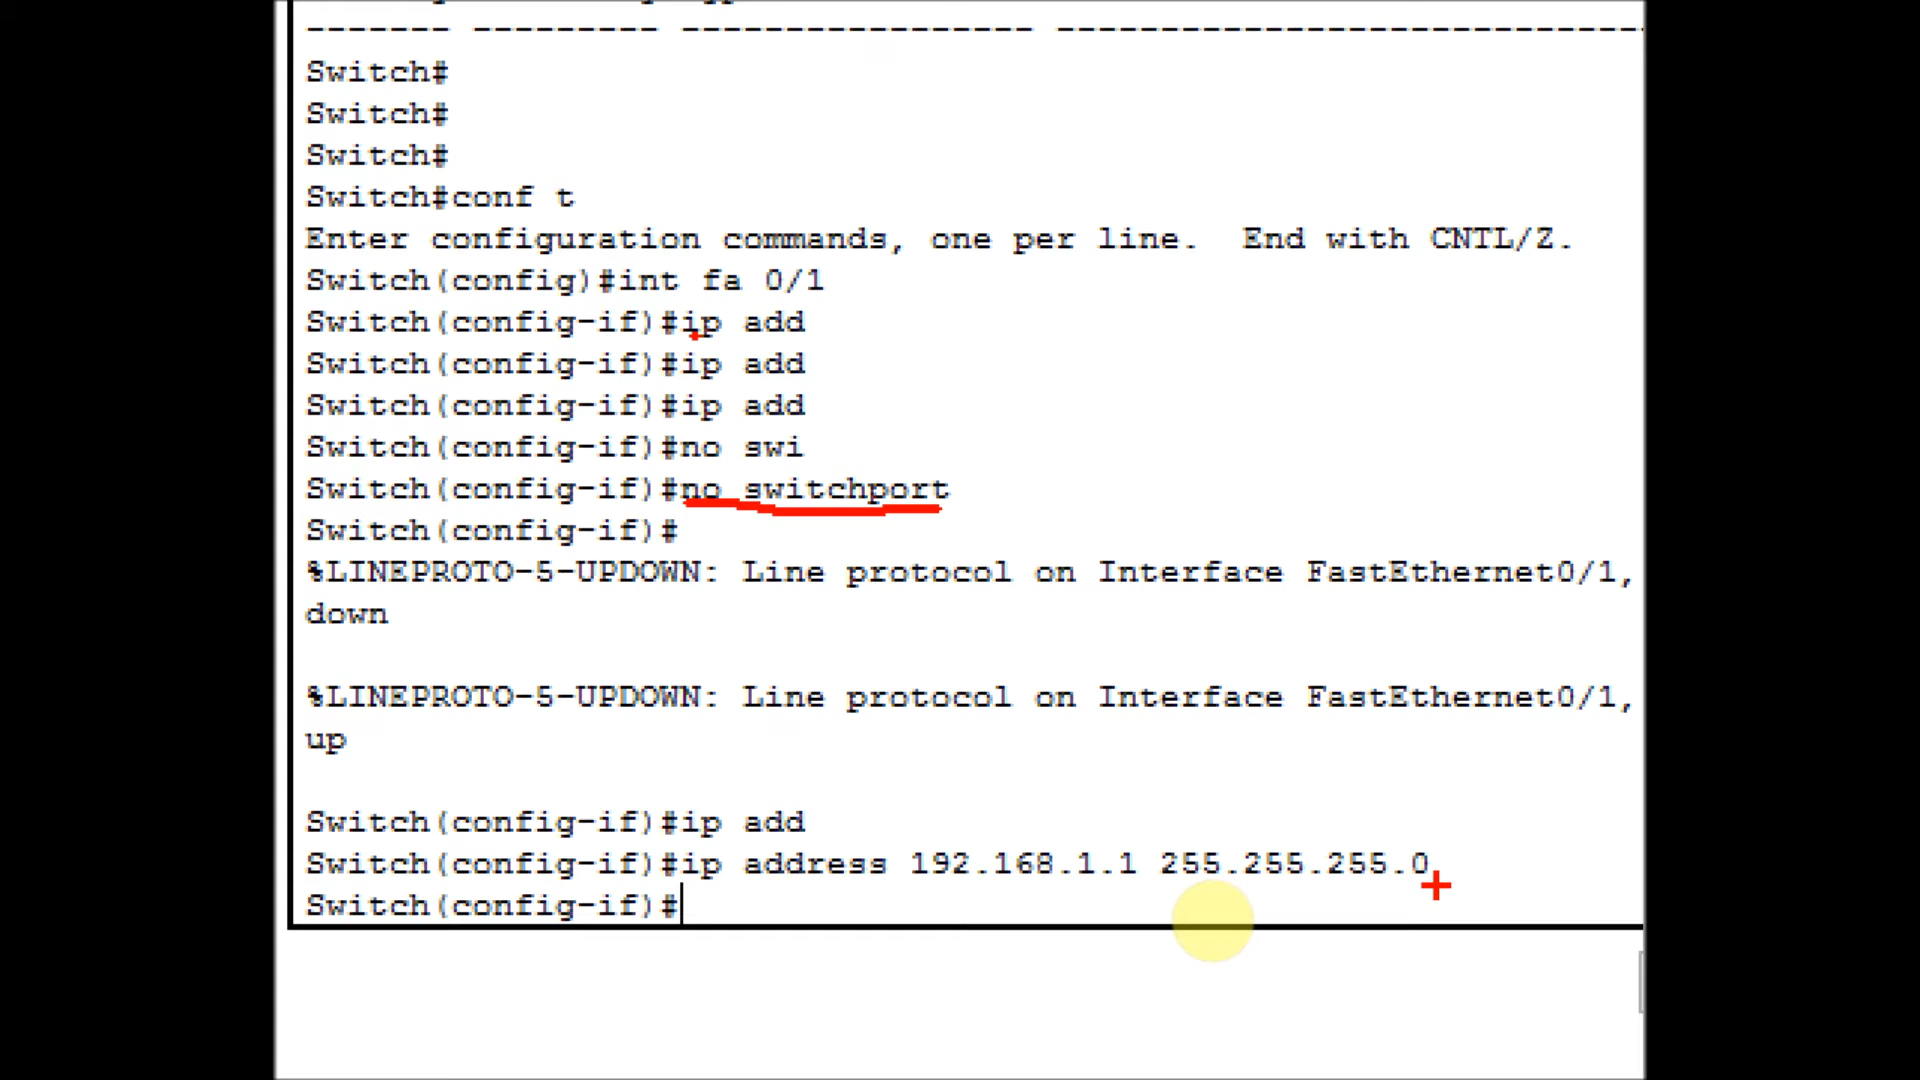 Switch#
Switch#
Switch#
Switch#conf t
Enter configuration commands, one per line.  End with CNTL/Z.
Switch(config)#int fa 0/1
Switch(config-if)#ip add
Switch(config-if)#ip add
Switch(config-if)#ip add
Switch(config-if)#no swi
Switch(config-if)#no switchport
Switch(config-if)#
%LINEPROTO-5-UPDOWN: Line protocol on Interface FastEthernet0/1,
down
%LINEPROTO-5-UPDOWN: Line protocol on Interface FastEthernet0/1,
up
Switch(config-if)#ip add
Switch(config-if)#ip address 192.168.1.1 255.255.255.0
Switch(config-if)#